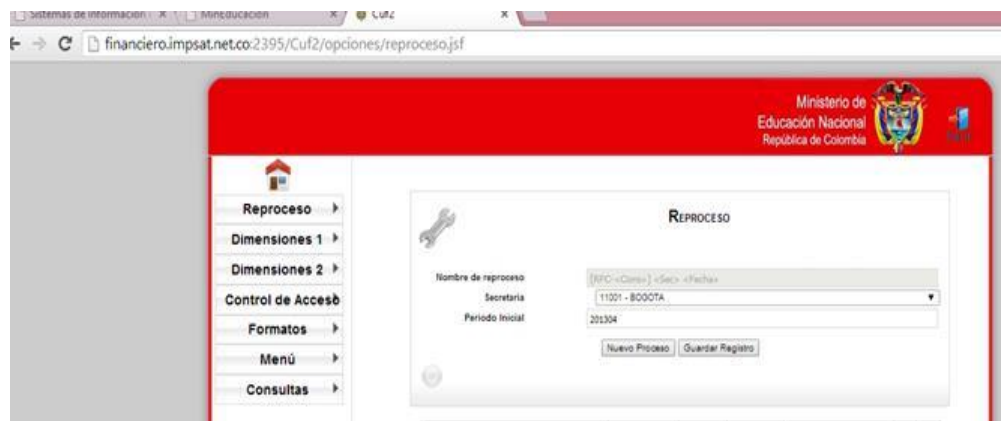 Sistemas de Información
MinEducación
Cuf2
financiero.impsat.net.co:2395/Cuf2/opciones/reproceso.jsf
Ministerio de
Educación Nacional
República de Colombia
Reproceso
Dimensiones 1
Dimensiones 2
Control de Acceso
Formatos
Menú
Consultas
REPROCESO
Nombre de reproceso
[RPC-<Cons>] <Sec> <Fecha>
Secretaria
11001 - BOGOTA
Periodo Inicial
201304
Nuevo Proceso
Guardar Registro